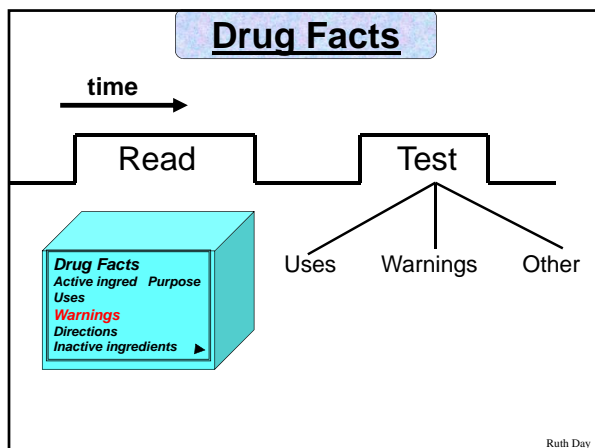 Drug Facts
time
Read
Test
Drug Facts
Active ingred Purpose
Uses
Warnings
Directions
Inactive ingredients
Uses
Warnings
Other
Ruth Day